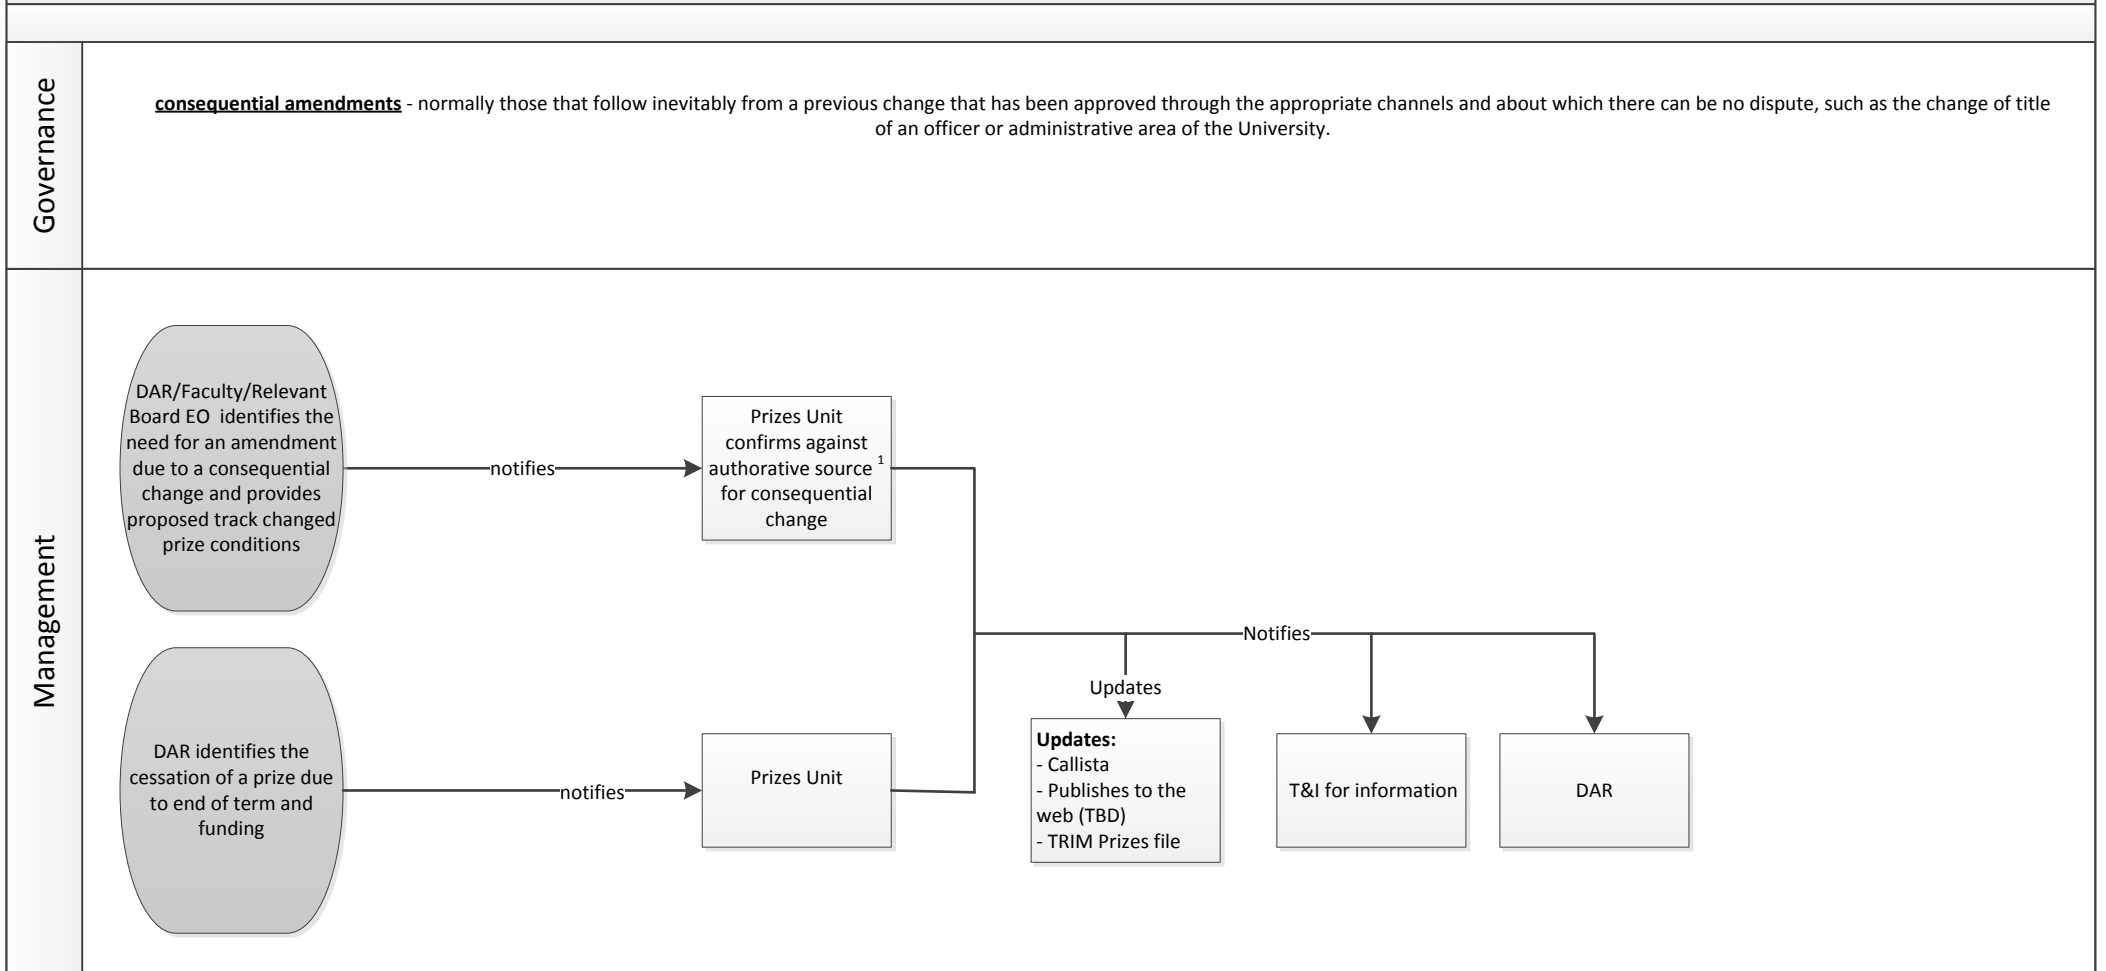 Governance
consequential amendments - normally those that follow inevitably from a previous change that has been approved through the appropriate channels and about which there can be no dispute, such as the change of title
of an officer or administrative area of the University.
Management
DAR/Faculty/Relevant
Board EO identifies the
need for an amendment
due to a consequential
change and provides
proposed track changed
prize conditions
notifies
Prizes Unit
confirms against
authorative source 1
for consequential
change
DAR identifies the
cessation of a prize due
to end of term and
funding
notifies
Prizes Unit
Notifies
Updates
Updates:
- Callista
- Publishes to the
web (TBD)
- TRIM Prizes file
T&I for information
DAR